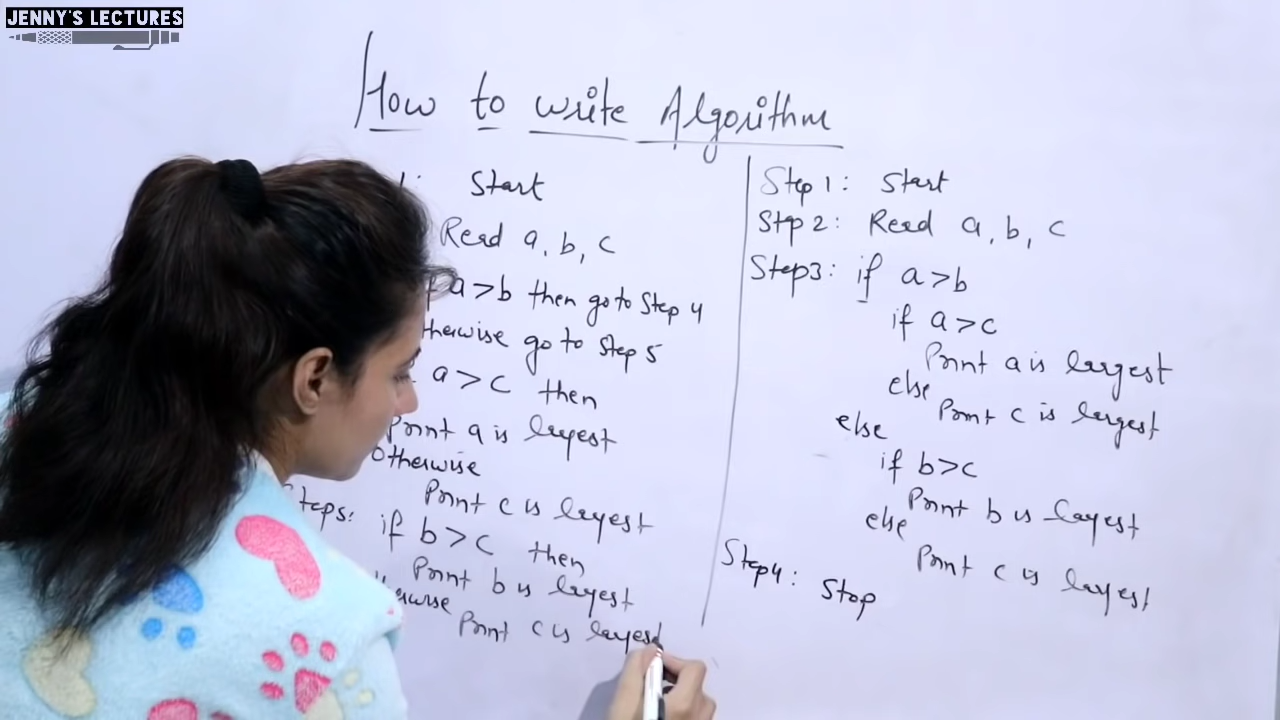 JENNY'S LECTURES
How to write Algorithm
Start
Read a, b, c
a>b then go to Step 4
go to Step 5
a>c then
Print a is largest
Otherwise
Print c is largest
Step5: if b>c then
Print b is largest
Print c is largest
Step 1: Start
Step 2: Read a, b, c
Step3: if a>b
if a>c
Print a is largest
else
Print c is largest
else
if b>c
Print b is largest
else
Print c is largest
Step4: Stop